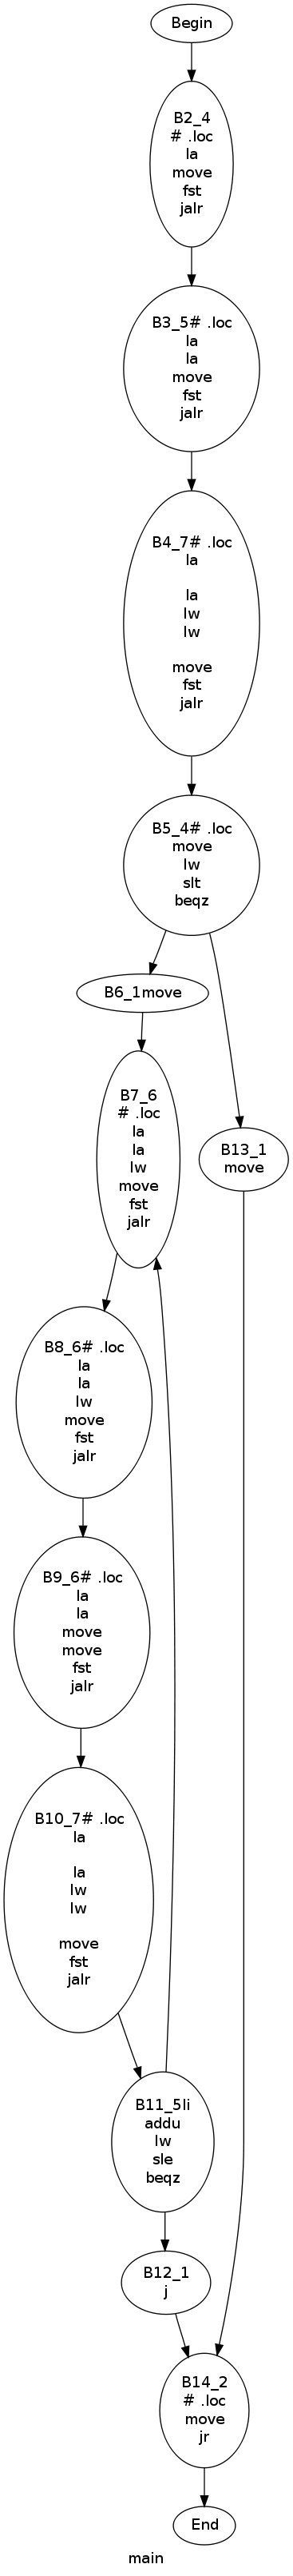 Begin
B2_4
# .loc
la
move
fst
jalr
B3_5# .loc
la
la
move
fst
jalr
B4_7# .loc
la
la
lw
lw
move
fst
jalr
B5_4# .loc
move
lw
slt
beqz
B6_1move
B7_6
# .loc
la
la
lw
move
fst
jalr
B13_1
move
B8_6# .loc
la
la
lw
move
fst
jalr
B9_6# .loc
la
la
move
move
fst
jalr
B10_7# .loc
la
la
lw
lw
move
fst
jalr
B11_5li
addu
lw
sle
beqz
B12_1
j
B14_2
# .loc
move
jr
End
main